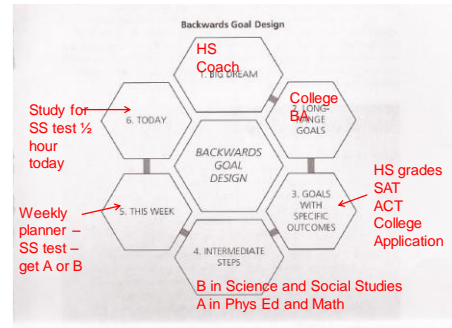 Backwards Goal Design
HS
Coach
1. BIG DREAM
College
BA
2. LONG-
RANGE
GOALS
Study for
SS test ½
hour
today
6. TODAY
BACKWARDS
GOAL
DESIGN
HS grades
SAT
ACT
College
Application
3. GOALS
WITH
SPECIFIC
OUTCOMES
Weekly
planner –
SS test –
get A or B
5. THIS WEEK
4. INTERMEDIATE
STEPS
B in Science and Social Studies
A in Phys Ed and Math